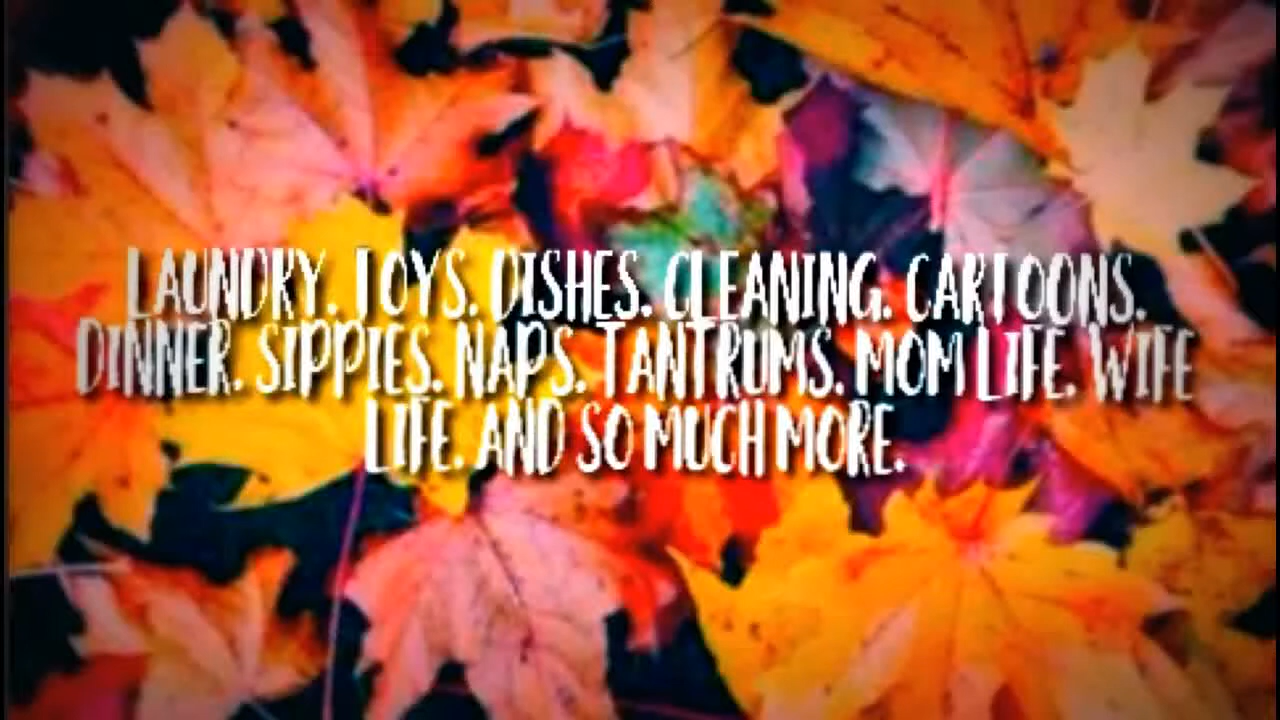 LAUNDRY. TOYS. DISHES. CLEANING. CARTOONS.
DINNER. SIPPIES. NAPS. TANTRUMS. MOM LIFE. WIFE
LIFE. AND SO MUCH MORE.